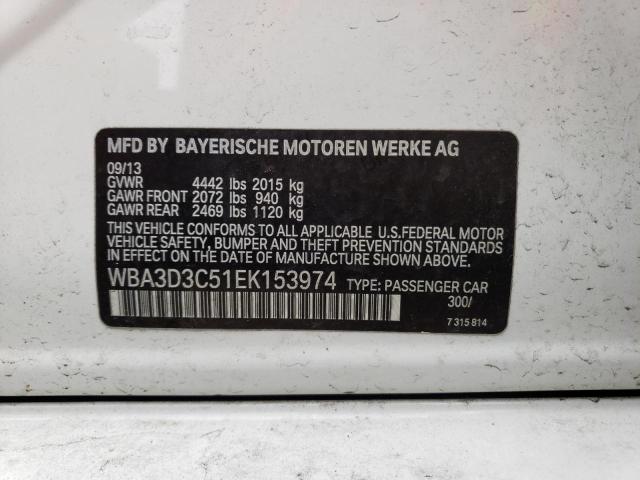 MFD BY BAYERISCHE MOTOREN WERKE AG
09/13
GVWR 4442 lbs 2015 kg
GAWR FRONT 2072 lbs 940 kg
GAWR REAR 2469 lbs 1120 kg
THIS VEHICLE CONFORMS TO ALL APPLICABLE U.S.FEDERAL MOTOR
VEHICLE SAFETY, BUMPER AND THEFT PREVENTION STANDARDS
IN EFFECT ON THE DATE OF MANUFACTURE SHOWN ABOVE.
WBA3D3C51EK153974 TYPE: PASSENGER CAR
300/
7 315 814